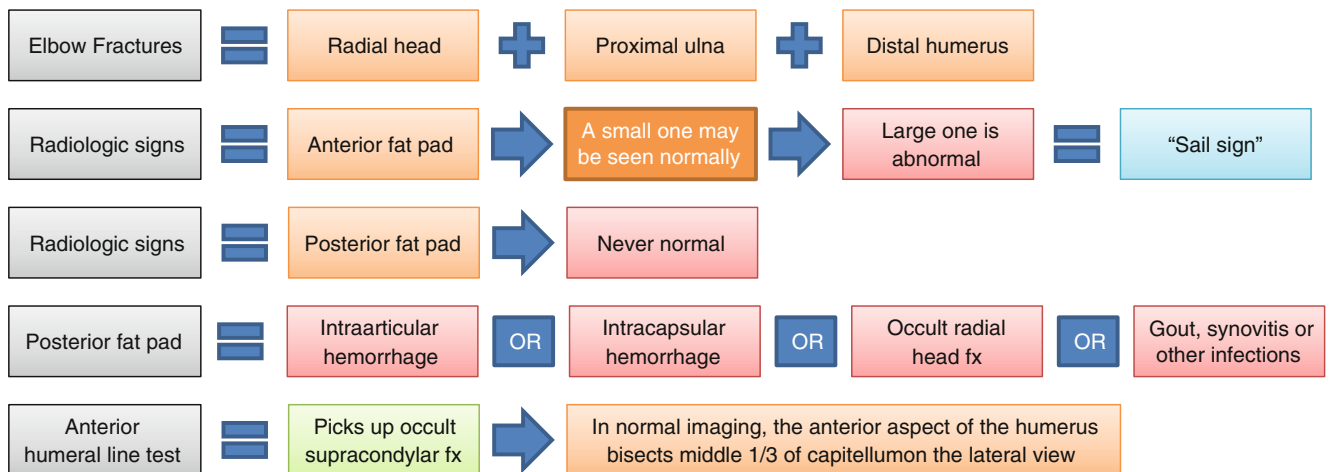 Elbow Fractures
Radial head
Proximal ulna
Distal humerus
Radiologic signs
Anterior fat pad
A small one may
be seen normally
Large one is
abnormal
“Sail sign”
Radiologic signs
Posterior fat pad
Never normal
Posterior fat pad
Intraarticular
hemorrhage
OR
Intracapsular
hemorrhage
OR
Occult radial
head fx
OR
Gout, synovitis or
other infections
Anterior
humeral line test
Picks up occult
supracondylar fx
In normal imaging, the anterior aspect of the humerus
bisects middle 1/3 of capitellumon the lateral view